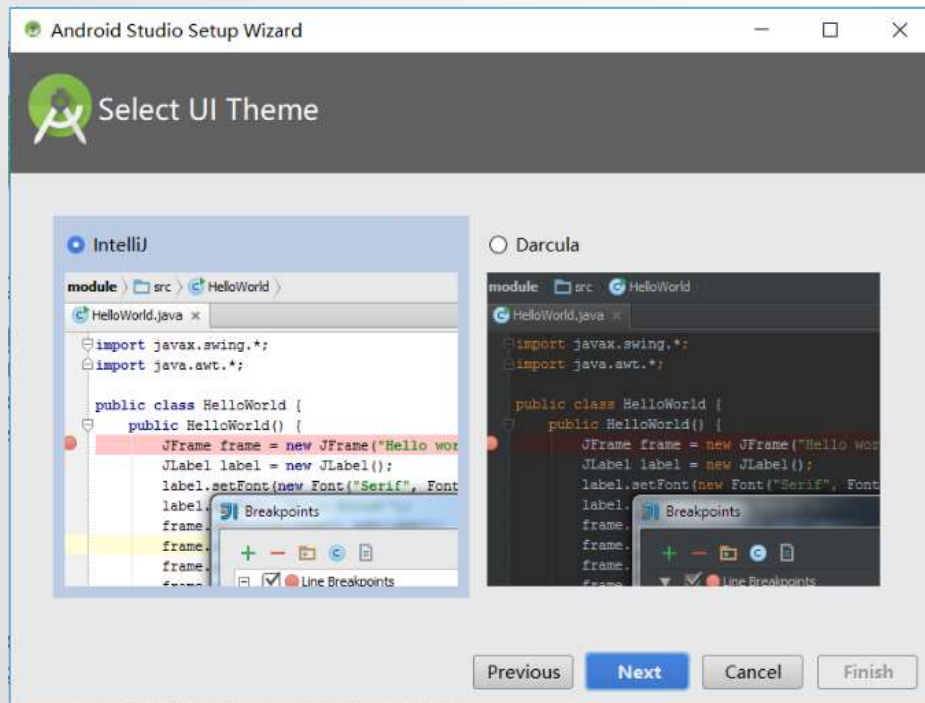 Android Studio Setup Wizard
Select UI Theme
IntelliJ
module src HelloWorld
HelloWorld.java ×
import javax.swing.*;
import java.awt.*;
public class HelloWorld {
public HelloWorld() {
JFrame frame = new JFrame("Hello wor
JLabel label = new JLabel();
label.setFont(new Font("Serif", Font
label.
frame.
frame.
frame.
Breakpoints
Line Breakpoints
Darcula
module src HelloWorld
HelloWorld.java ×
import javax.swing.*;
import java.awt.*;
public class HelloWorld {
public HelloWorld() {
JFrame frame = new JFrame("Hello wor
JLabel label = new JLabel();
label.setFont(new Font("Serif", Font
label.
frame.
frame.
frame.
Breakpoints
Line Breakpoints
Previous
Next
Cancel
Finish